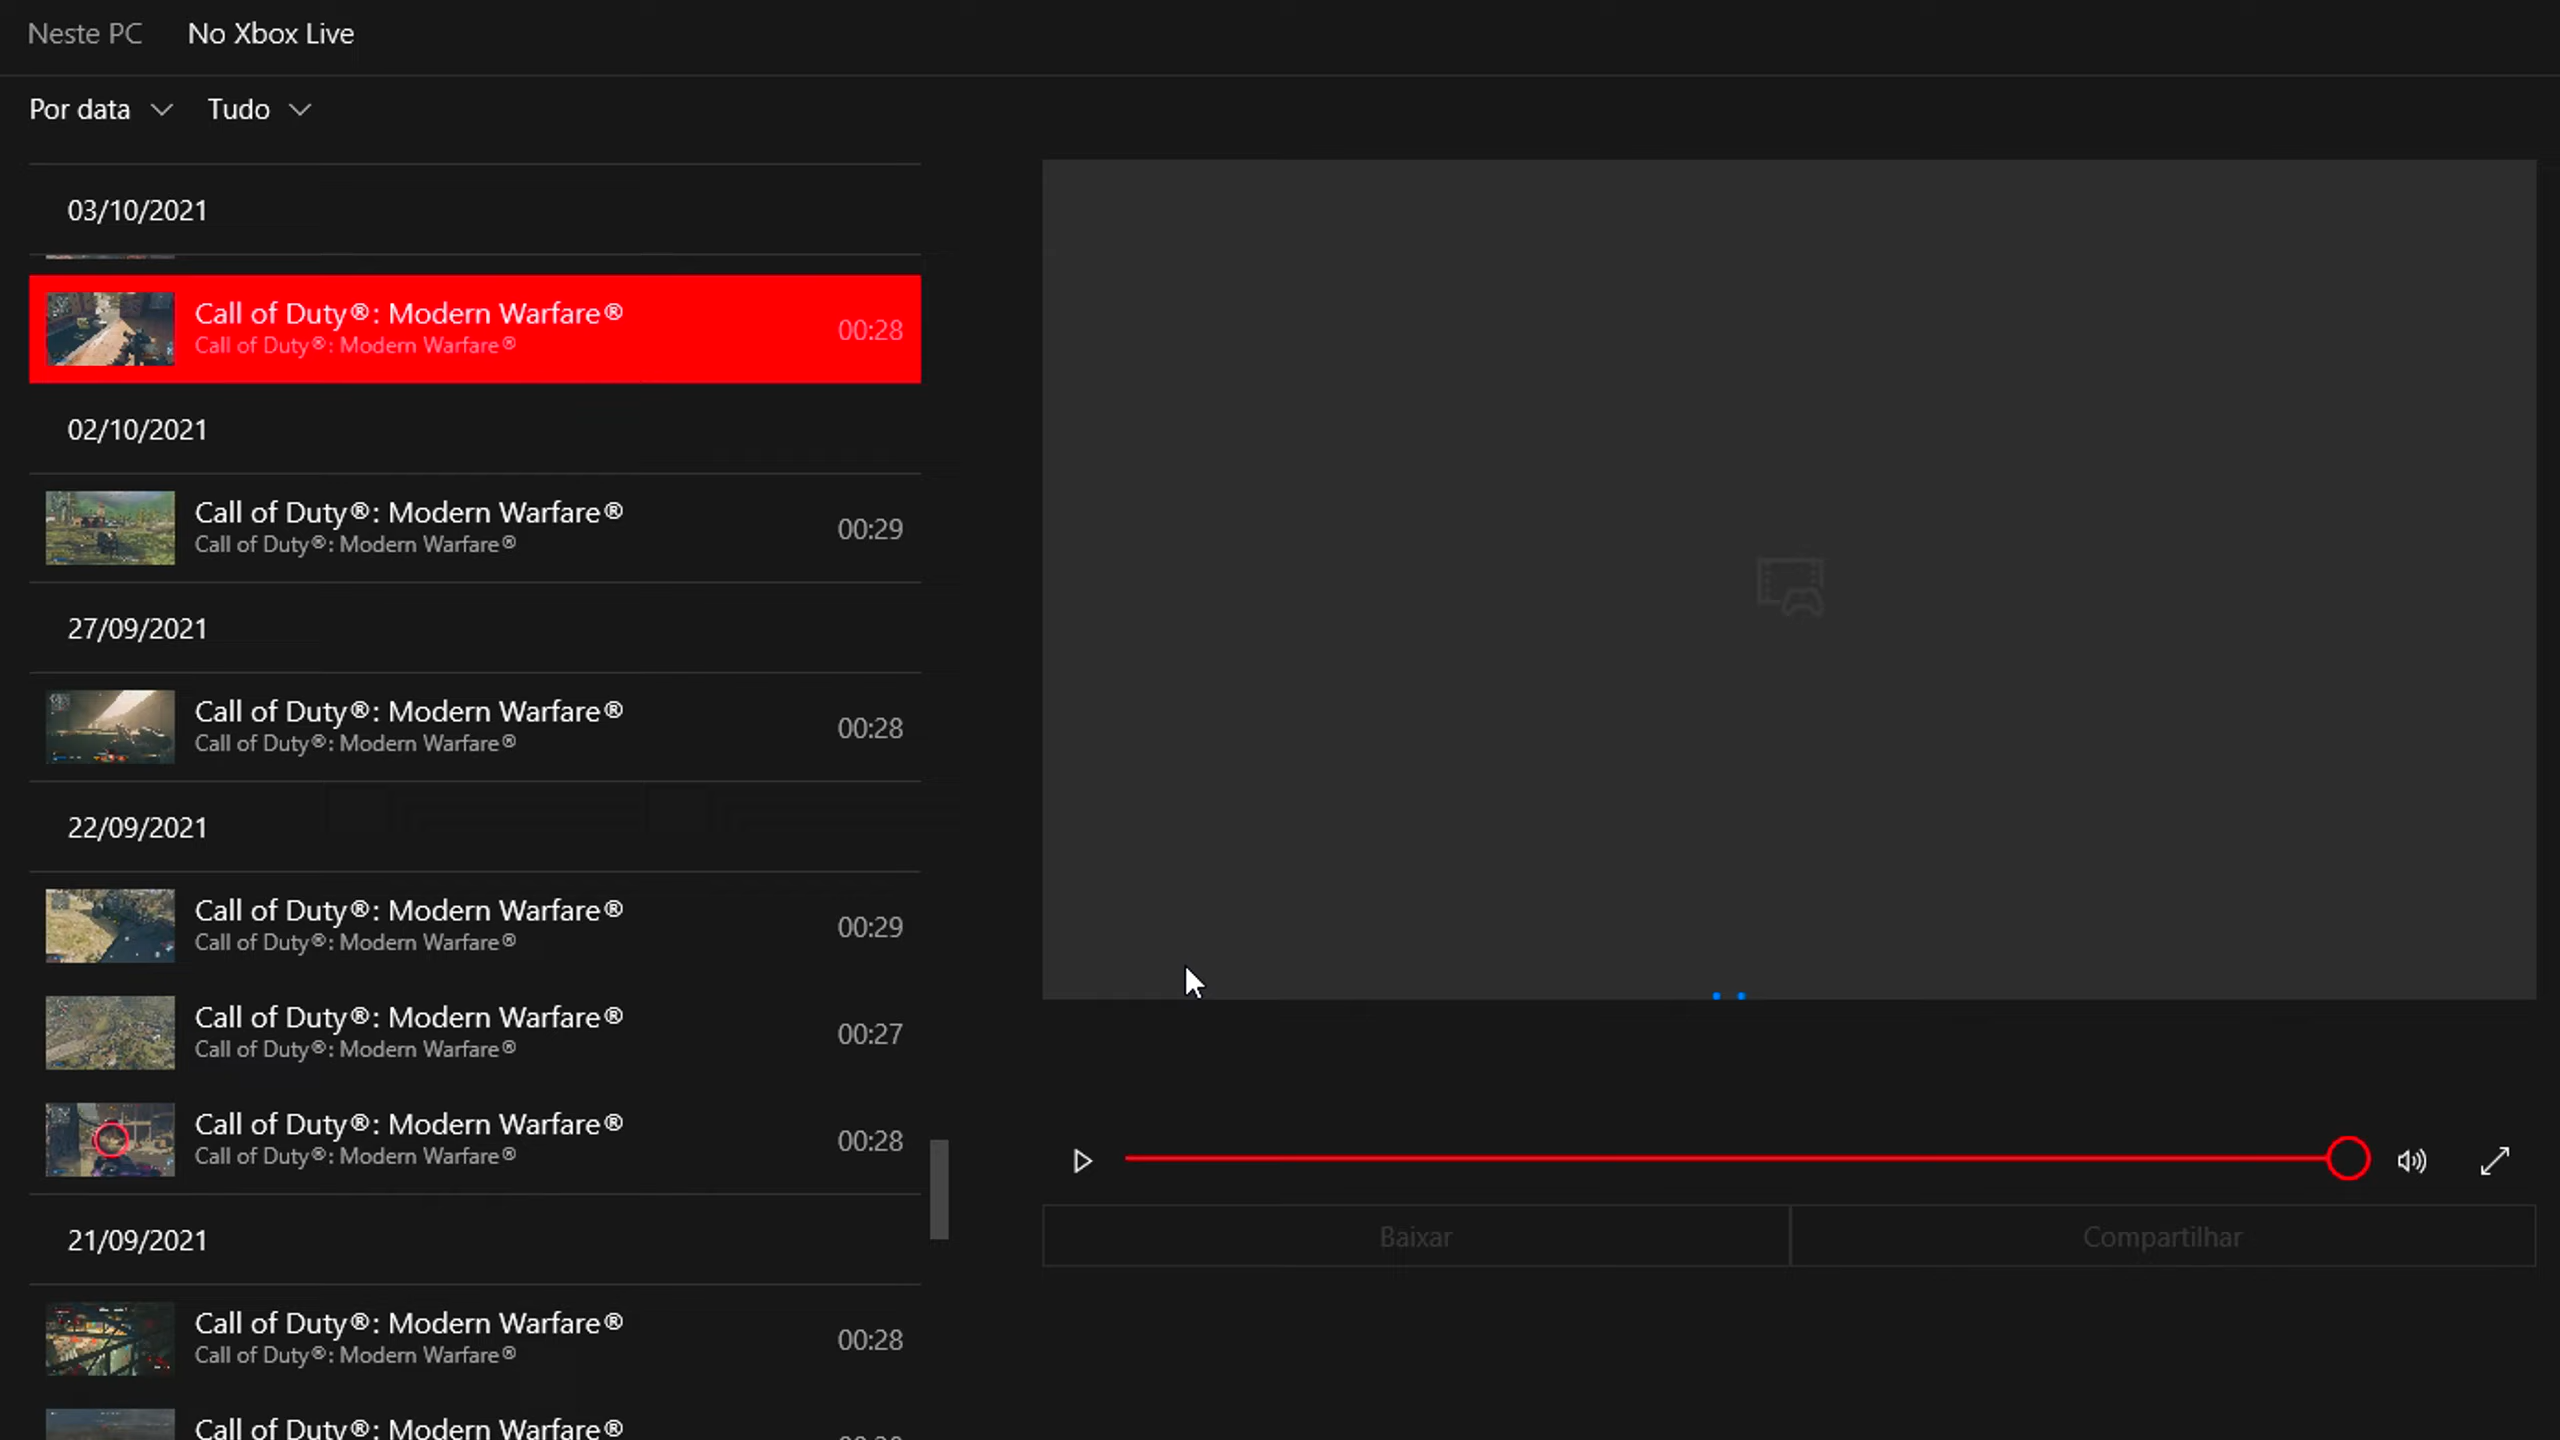 Neste PC No Xbox Live
Por data Tudo
03/10/2021
Call of Duty®: Modern Warfare®
Call of Duty®: Modern Warfare®
00:28
02/10/2021
Call of Duty®: Modern Warfare®
Call of Duty®: Modern Warfare®
00:29
27/09/2021
Call of Duty®: Modern Warfare®
Call of Duty®: Modern Warfare®
00:28
22/09/2021
Call of Duty®: Modern Warfare®
Call of Duty®: Modern Warfare®
00:29
Call of Duty®: Modern Warfare®
Call of Duty®: Modern Warfare®
00:27
Call of Duty®: Modern Warfare®
Call of Duty®: Modern Warfare®
00:28
21/09/2021
Call of Duty®: Modern Warfare®
Call of Duty®: Modern Warfare®
00:28
Call of Duty®: Modern Warfare®
Baixar
Compartilhar